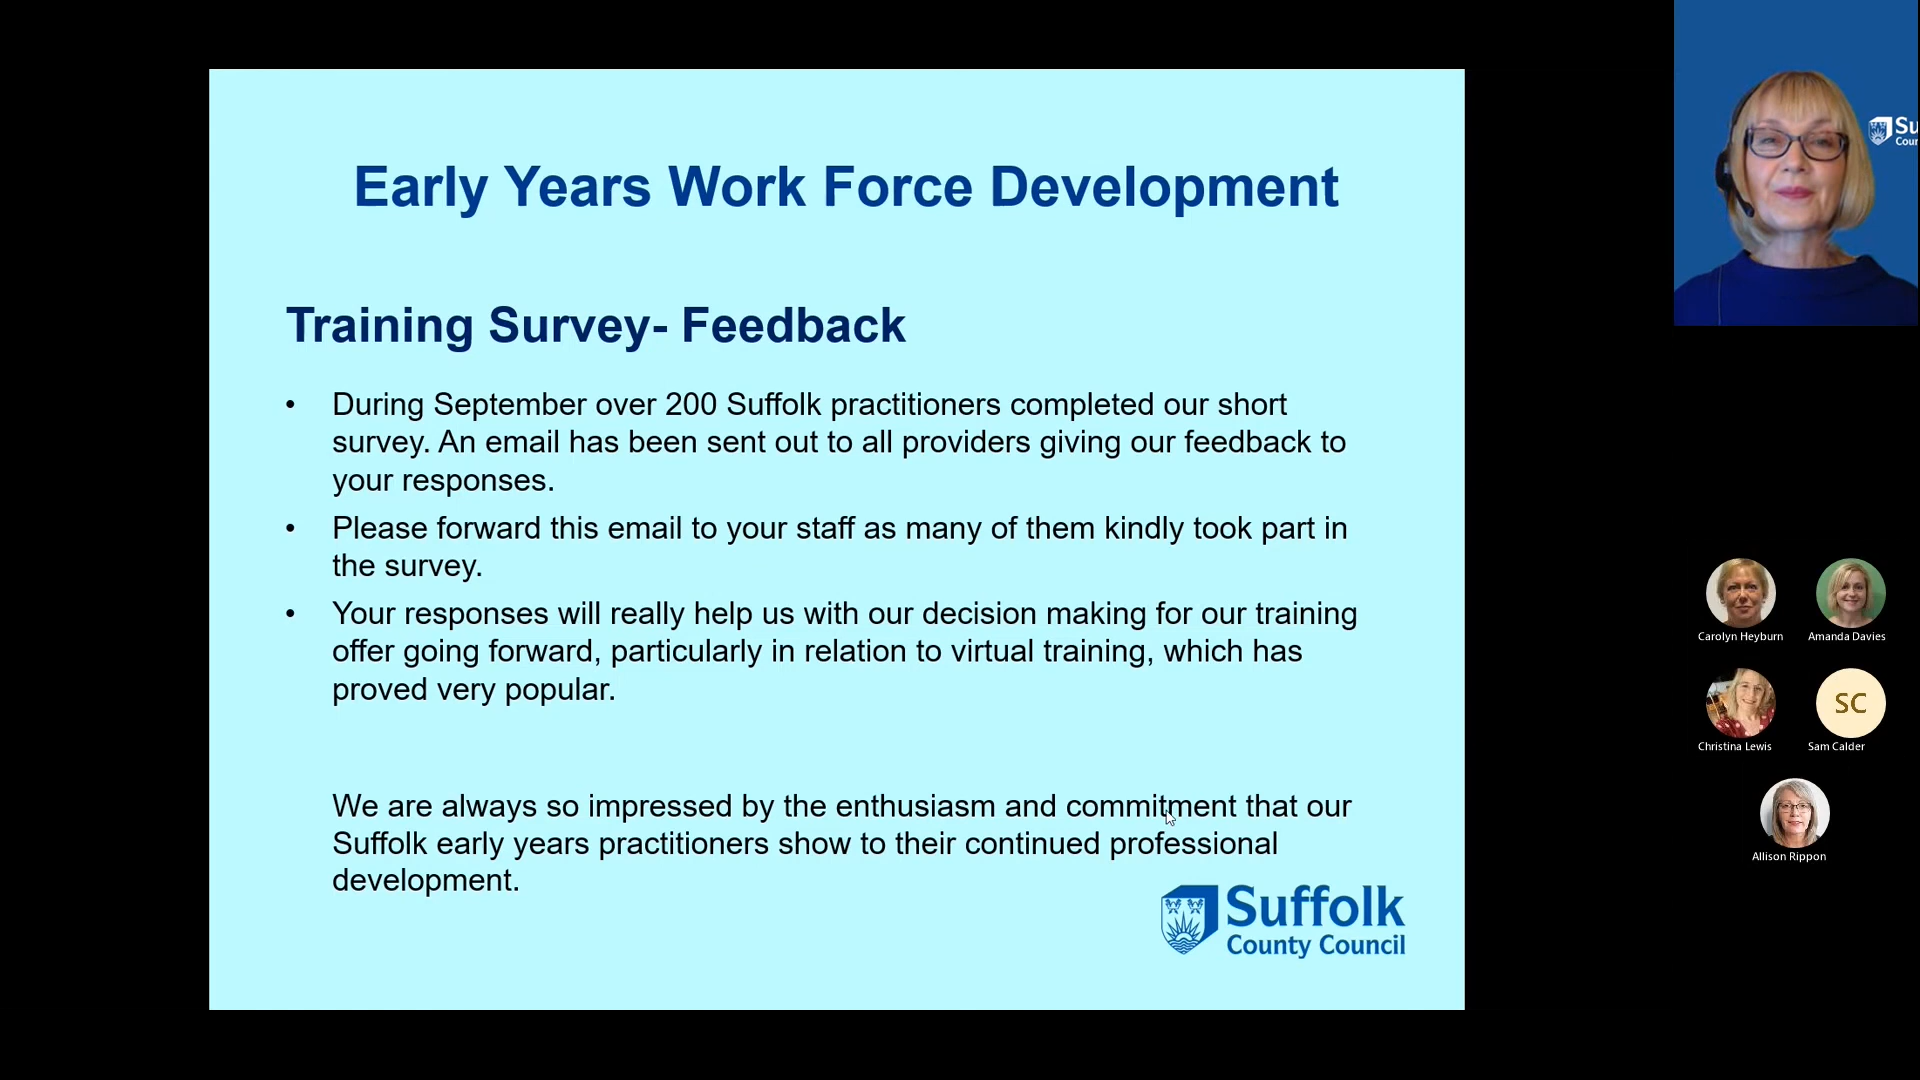 Early Years Work Force Development
Training Survey- Feedback
• During September over 200 Suffolk practitioners completed our short
survey. An email has been sent out to all providers giving our feedback to
your responses.
• Please forward this email to your staff as many of them kindly took part in
the survey.
• Your responses will really help us with our decision making for our training
offer going forward, particularly in relation to virtual training, which has
proved very popular.
We are always so impressed by the enthusiasm and commitment that our
Suffolk early years practitioners show to their continued professional
development.
Suffolk
County Council
Su
Cour
Carolyn Heyburn
Amanda Davies
SC
Christina Lewis
Sam Calder
Allison Rippon